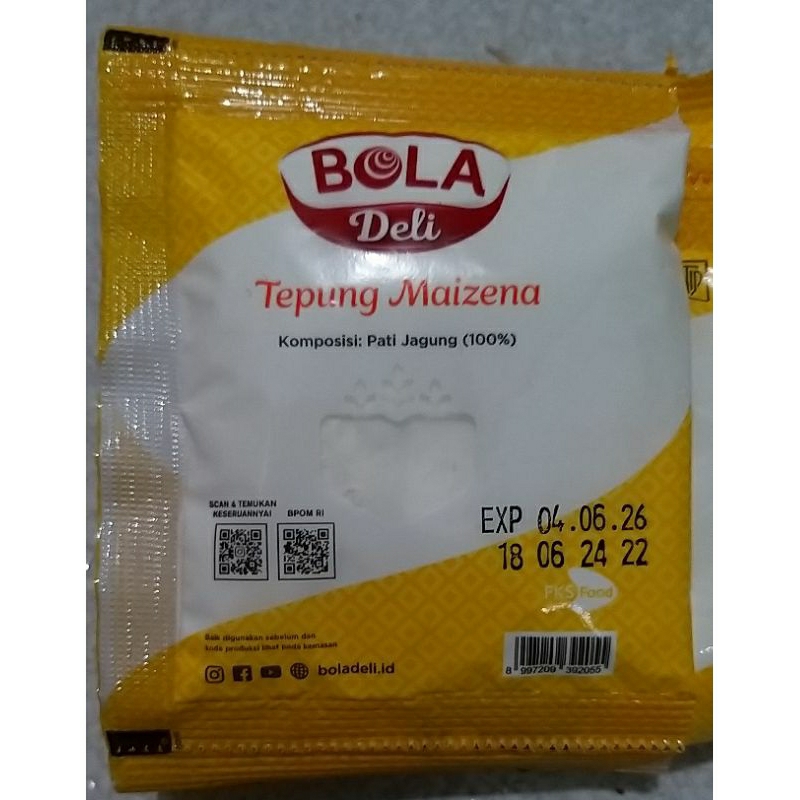 BOLA
Deli
Tepung Maizena
Komposisi: Pati Jagung (100%)
SCAN & TEMUKAN
KESERUANNYA!
BPOM RI
EXP 04.06.26
18 06 24 22
PKS Food
Baik digunakan sebelum dan
kode produksi lihat pada kemasan
boladeli.id
8 997209 392055